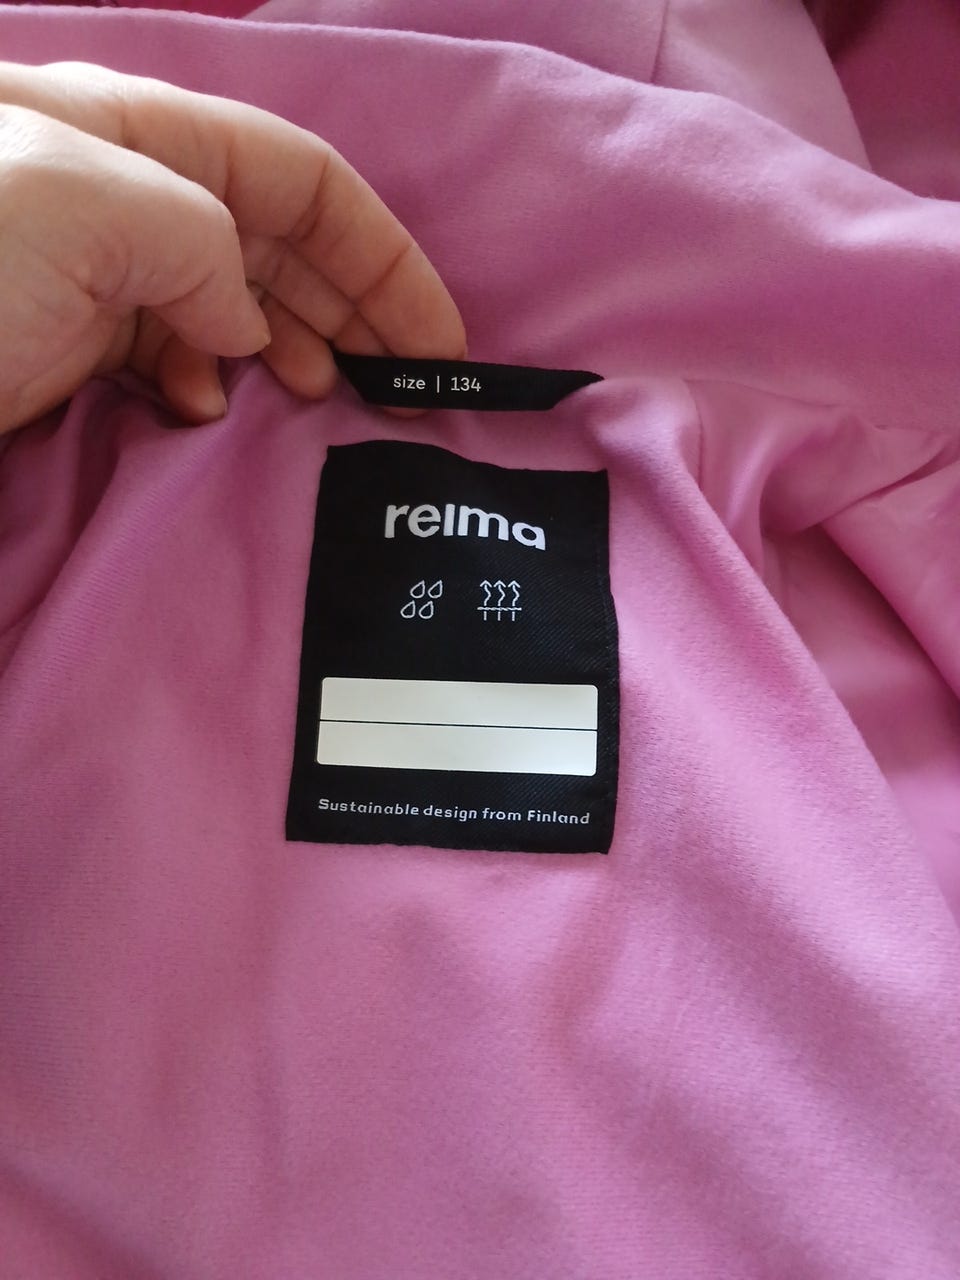 size | 134
reima
Sustainable design from Finland